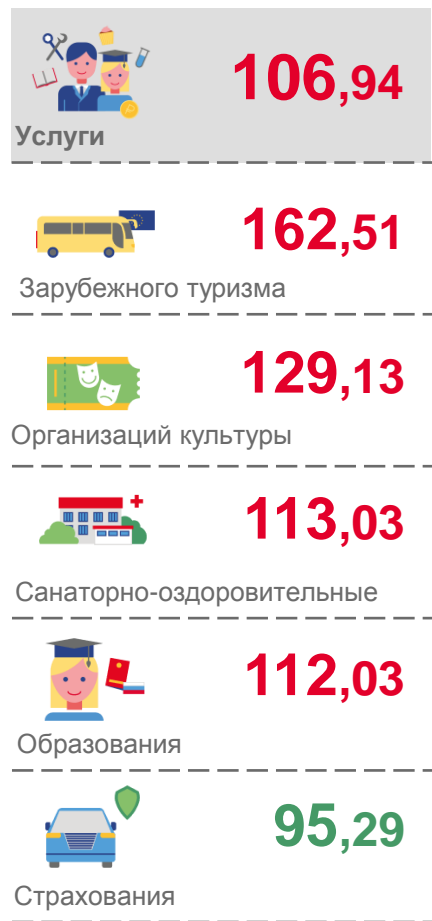 106,94
Услуги
162,51
Зарубежного туризма
129,13
Организаций культуры
113,03
Санаторно-оздоровительные
112,03
Образования
95,29
Страхования